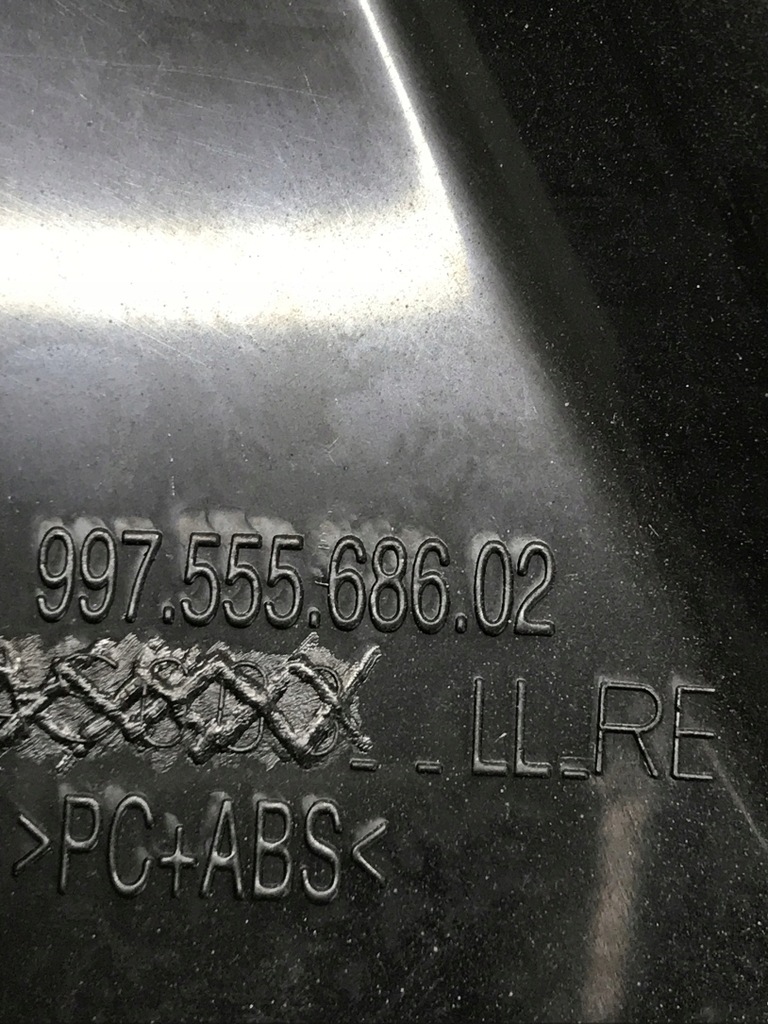 997.555.686.02
_ _ LL_RE
>PC+ABS<